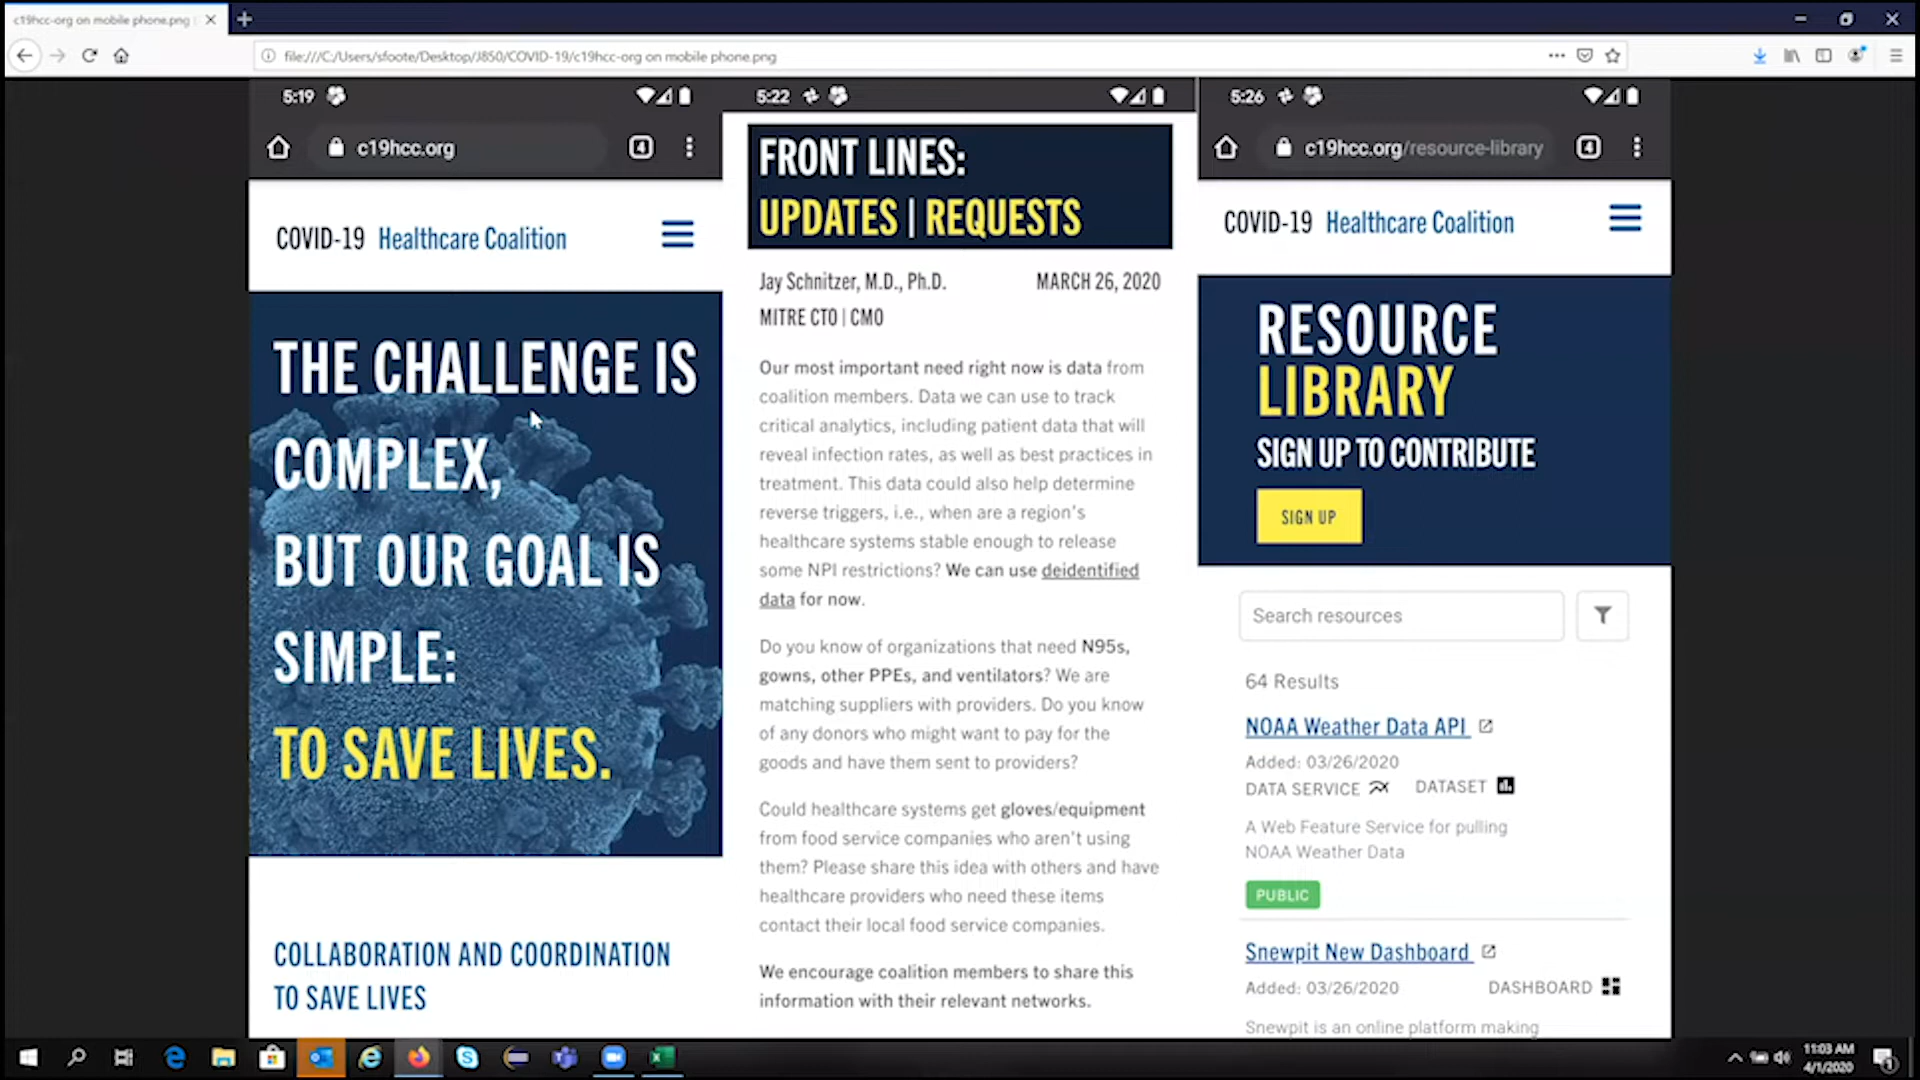 c19hcc-org on mobile phone.png
file:///C:/Users/sfoote/Desktop/J850/COVID-19/c19hcc-org on mobile phone.png
5:19
4
c19hcc.org
COVID-19 Healthcare Coalition
THE CHALLENGE IS
COMPLEX,
BUT OUR GOAL IS
SIMPLE:
TO SAVE LIVES.
COLLABORATION AND COORDINATION
TO SAVE LIVES
5:22
FRONT LINES:
UPDATES | REQUESTS
Jay Schnitzer, M.D., Ph.D. MARCH 26, 2020
MITRE CTO | CMO
Our most important need right now is data from
coalition members. Data we can use to track
critical analytics, including patient data that will
reveal infection rates, as well as best practices in
treatment. This data could also help determine
reverse triggers, i.e., when are a region's
healthcare systems stable enough to release
some NPI restrictions? We can use deidentified
data for now.
Do you know of organizations that need N95s,
gowns, other PPEs, and ventilators? We are
matching suppliers with providers. Do you know
of any donors who might want to pay for the
goods and have them sent to providers?
Could healthcare systems get gloves/equipment
from food service companies who aren't using
them? Please share this idea with others and have
healthcare providers who need these items
contact their local food service companies.
We encourage coalition members to share this
information with their relevant networks.
5:26
c19hcc.org/resource-library
4
COVID-19 Healthcare Coalition
RESOURCE
LIBRARY
SIGN UP TO CONTRIBUTE
SIGN UP
Search resources
64 Results
NOAA Weather Data API
Added: 03/26/2020
DATA SERVICE DATASET
A Web Feature Service for pulling
NOAA Weather Data
PUBLIC
Snewpit New Dashboard
Added: 03/26/2020 DASHBOARD
Snewpit is an online platform making
11:03 AM
4/1/2020